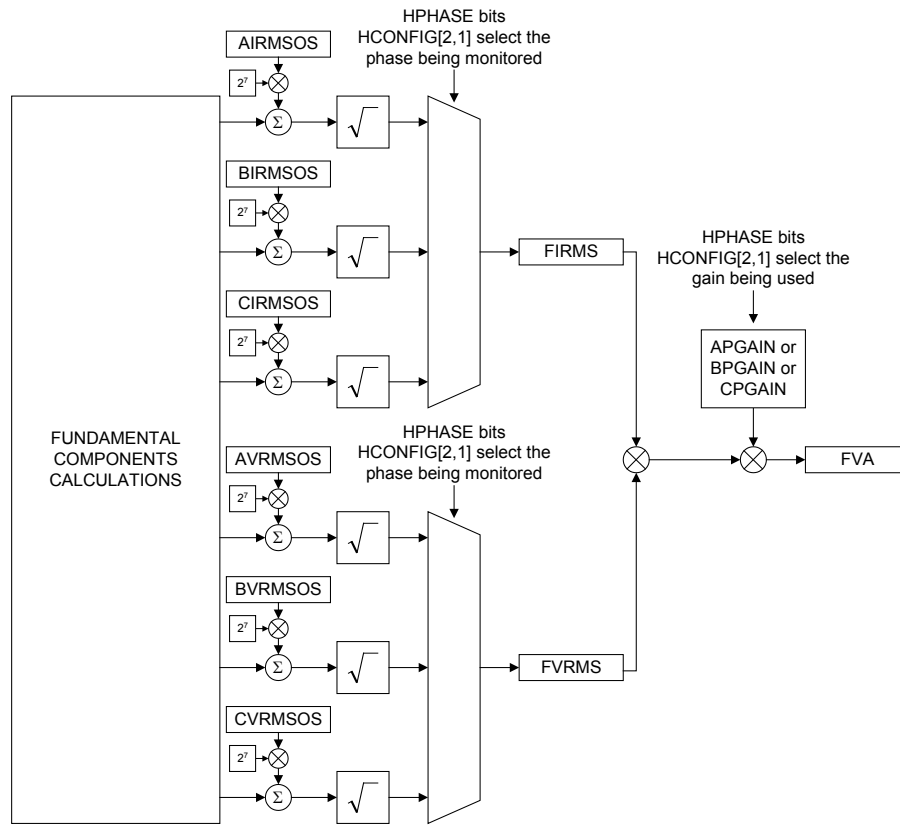 HPHASE bits
HCONFIG[2,1] select the
phase being monitored
AIRMSOS
2⁷
Σ
√
BIRMSOS
2⁷
Σ
√
CIRMSOS
2⁷
Σ
√
FIRMS
HPHASE bits
HCONFIG[2,1] select the
gain being used
APGAIN or
BPGAIN or
CPGAIN
FUNDAMENTAL
COMPONENTS
CALCULATIONS
HPHASE bits
HCONFIG[2,1] select the
phase being monitored
FVA
AVRMSOS
2⁷
Σ
√
BVRMSOS
2⁷
Σ
√
FVRMS
CVRMSOS
2⁷
Σ
√